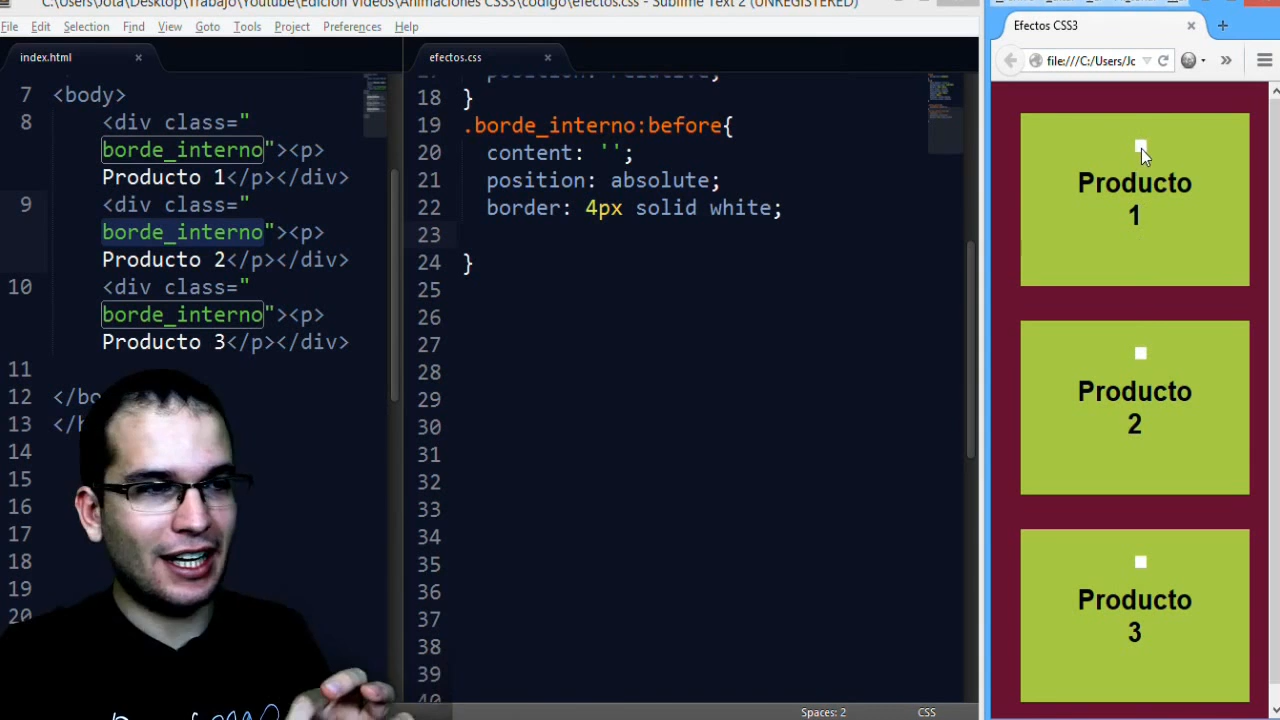 C:\Users\Jota\Desktop\Trabajo\Youtube\Edicion Videos\Animaciones CSS3\codigo\efectos.css - Sublime Text 2 (UNREGISTERED)
File Edit Selection Find View Goto Tools Project Preferences Help
index.html
7 <body>
8 <div class="
borde_interno"><p>
Producto 1</p></div>
9 <div class="
borde_interno"><p>
Producto 2</p></div>
10 <div class="
borde_interno"><p>
Producto 3</p></div>
11
12 </bo
13 </h
14
15
16
17
18
19
20
efectos.css
18 }
19 .borde_interno:before{
20 content: '';
21 position: absolute;
22 border: 4px solid white;
23
24 }
25
26
27
28
29
30
31
32
33
34
35
36
37
38
39
40
Spaces: 2 CSS
Efectos CSS3
file:///C:/Users/Jc
Producto
1
Producto
2
Producto
3